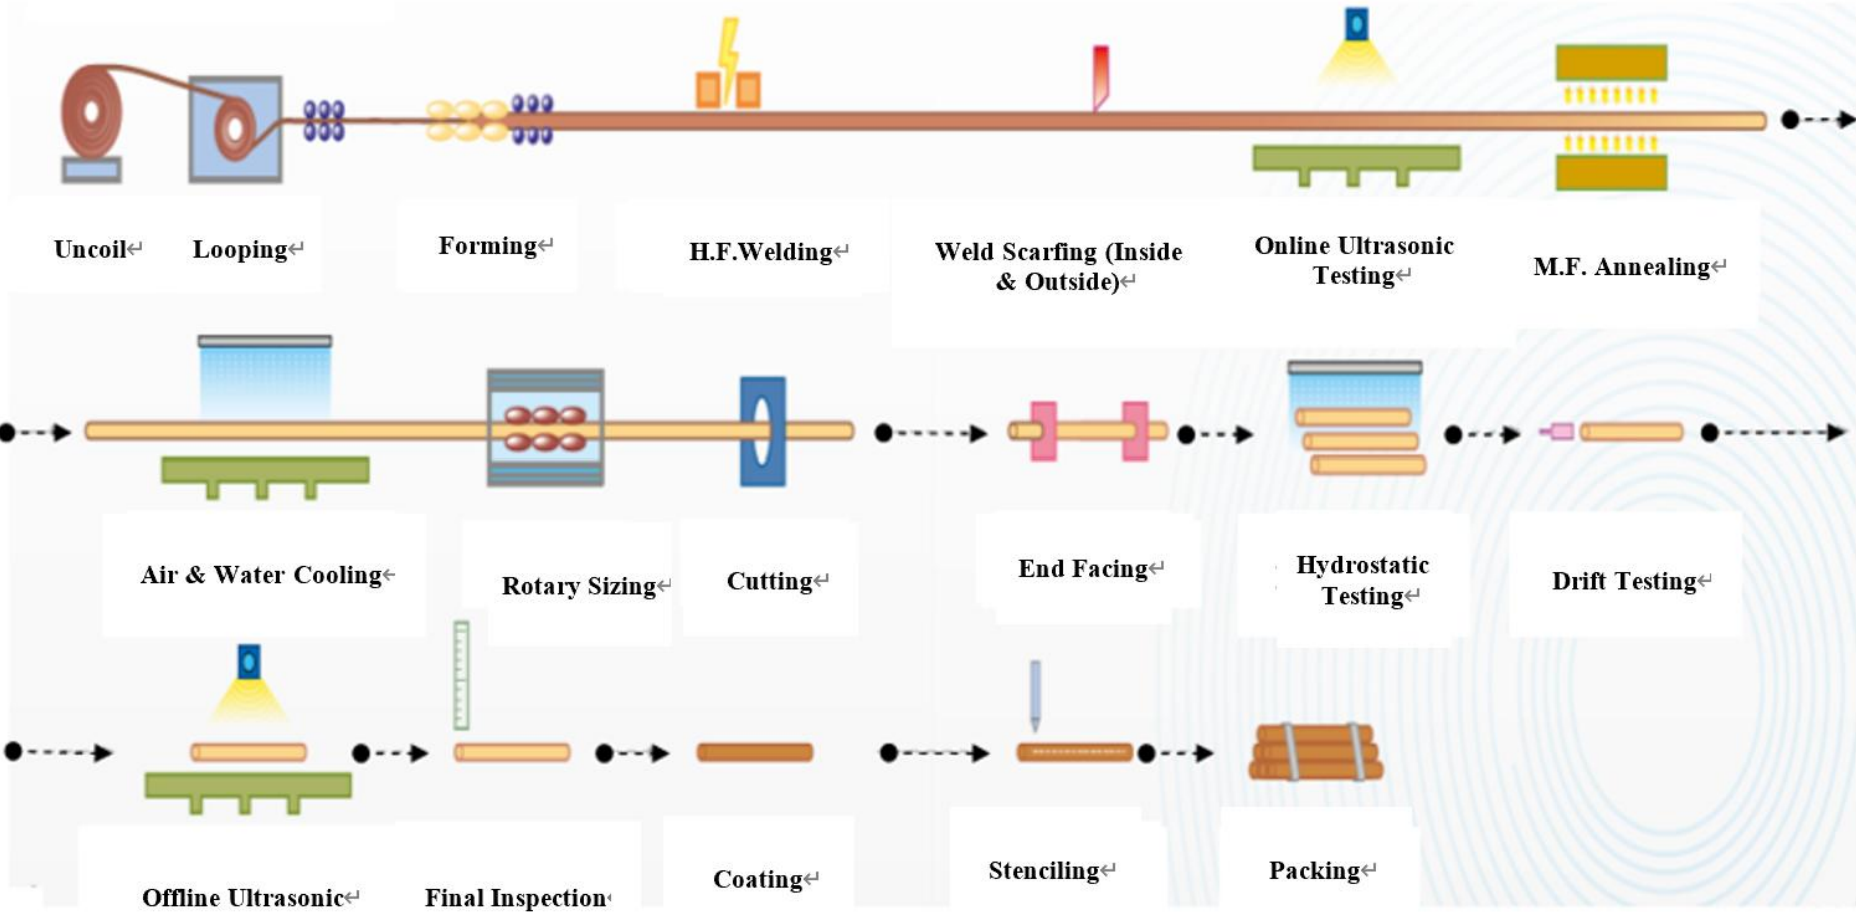 Uncoil
Looping
Forming
H.F.Welding
Weld Scarfing (Inside
& Outside)
Online Ultrasonic
Testing
M.F. Annealing
Air & Water Cooling
Rotary Sizing
Cutting
End Facing
Hydrostatic
Testing
Drift Testing
Offline Ultrasonic
Final Inspection
Coating
Stenciling
Packing